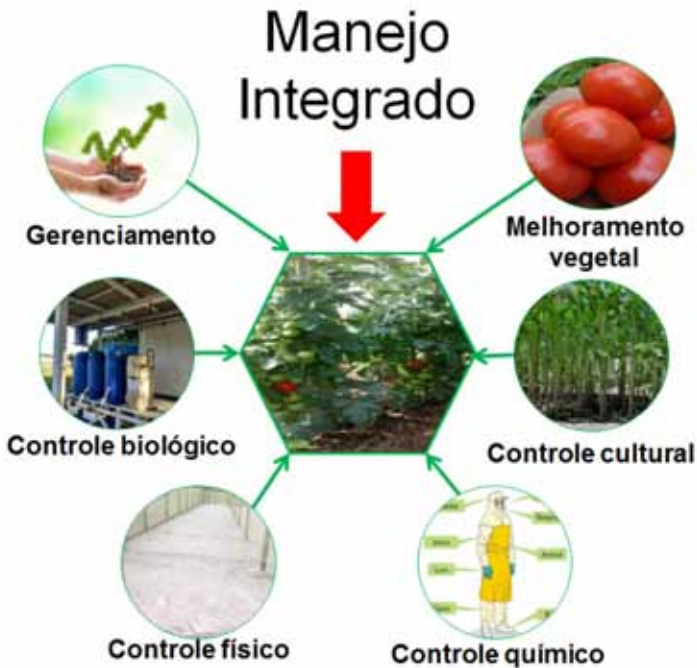 Manejo
Integrado
Gerenciamento
Melhoramento
vegetal
Controle biológico
Controle cultural
Controle físico
Controle químico